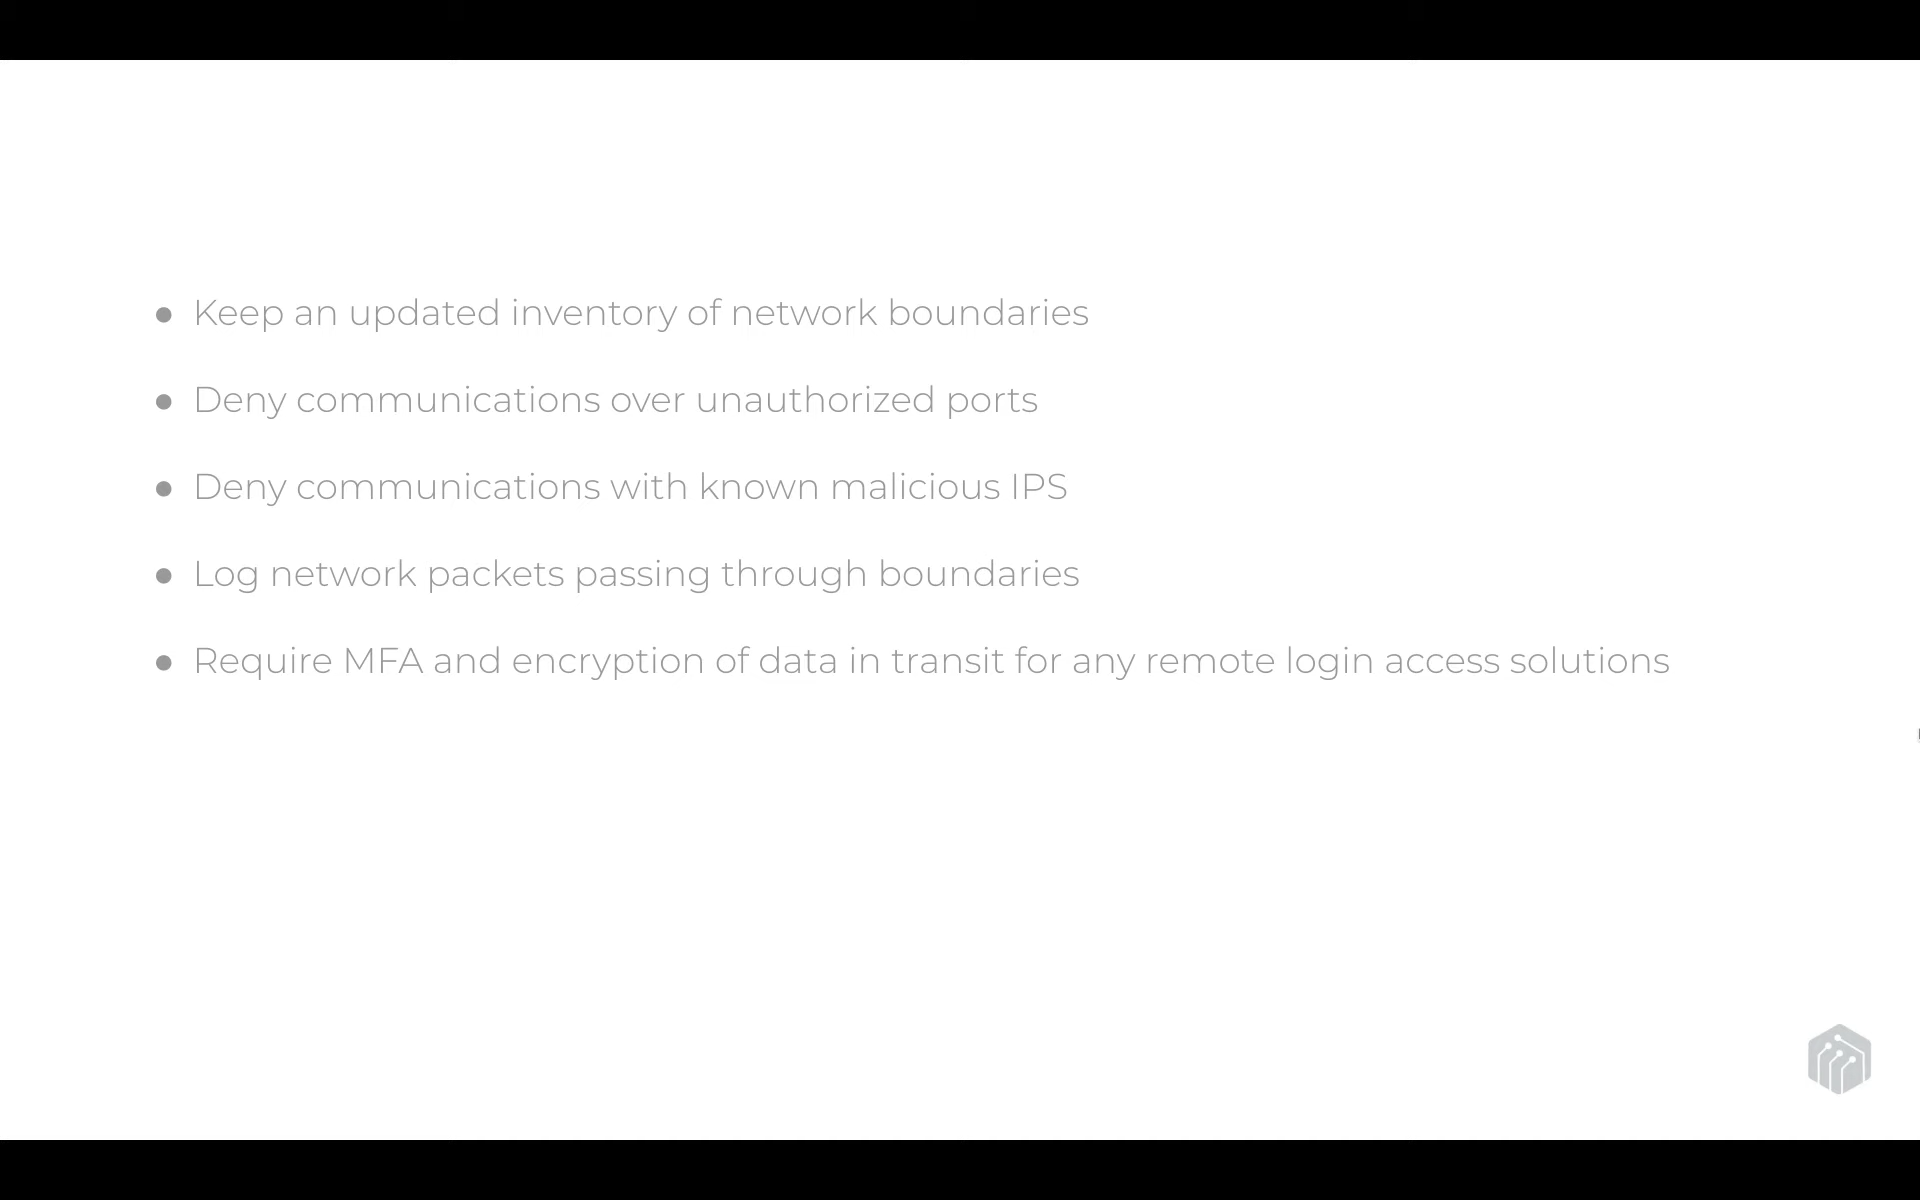 ● Keep an updated inventory of network boundaries
● Deny communications over unauthorized ports
● Deny communications with known malicious IPS
● Log network packets passing through boundaries
● Require MFA and encryption of data in transit for any remote login access solutions